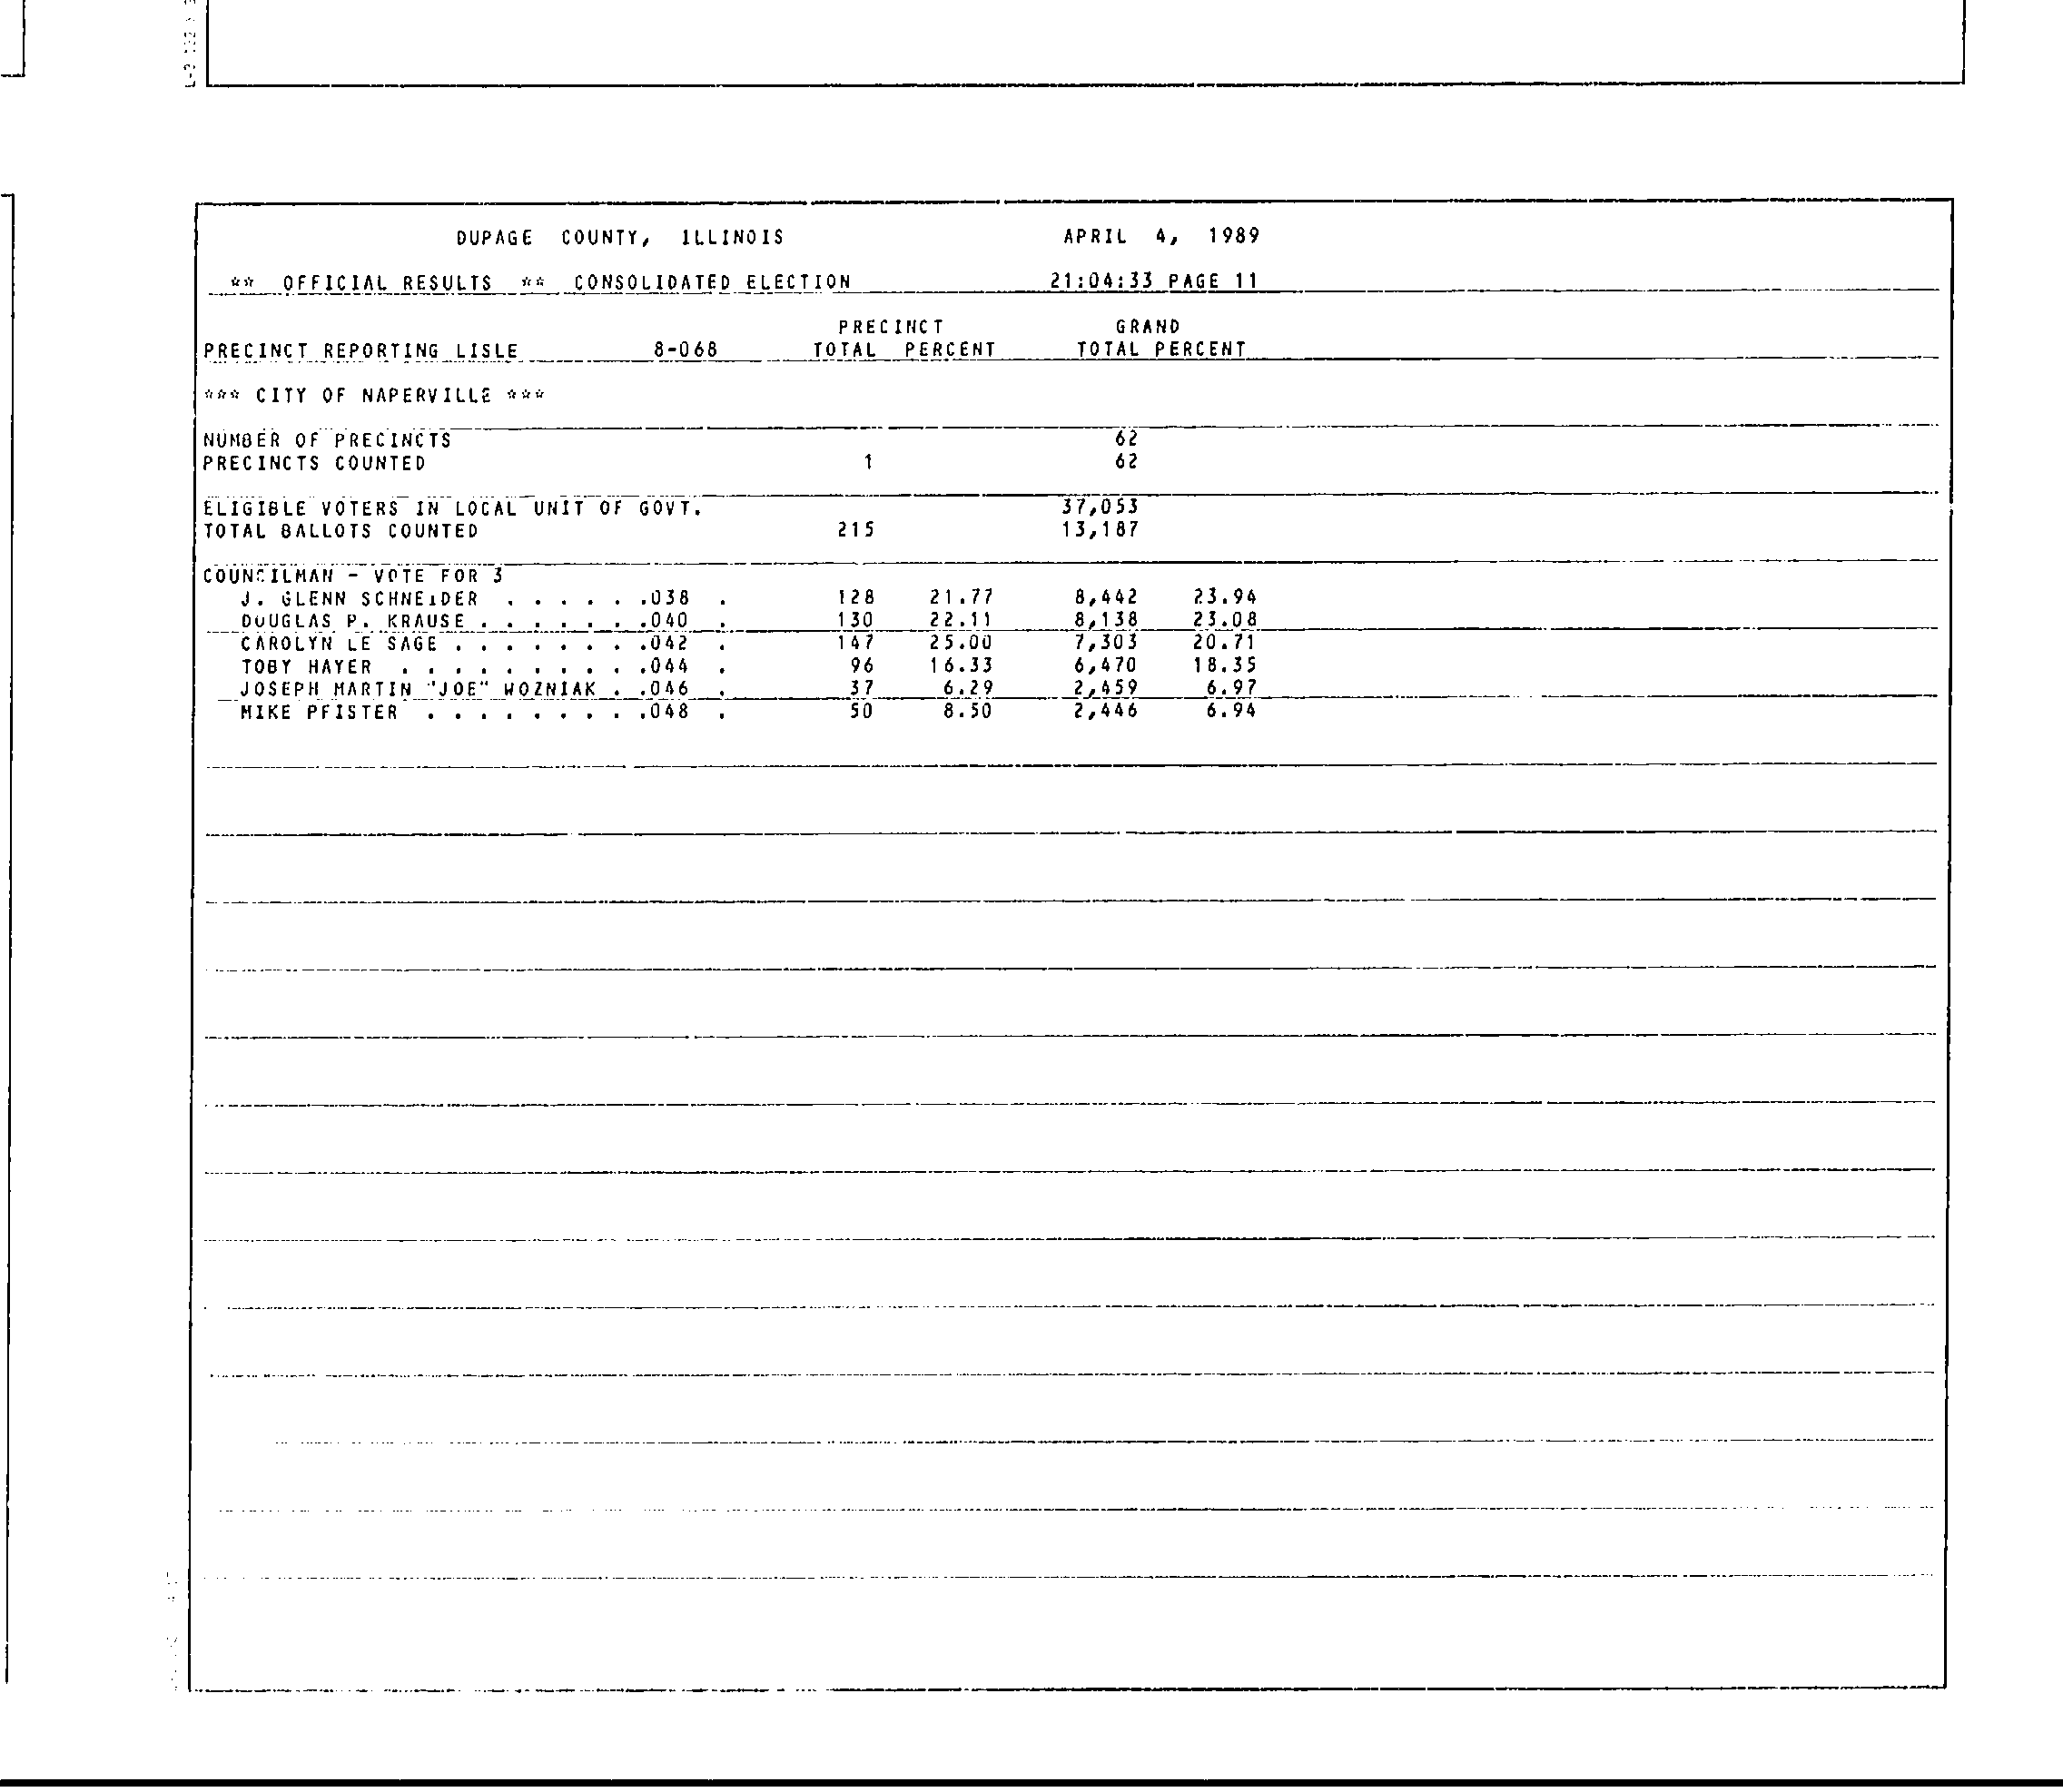 DUPAGE COUNTY, ILLINOIS APRIL 4, 1989
** OFFICIAL RESULTS ** CONSOLIDATED ELECTION 21:04:33 PAGE 11
PRECINCT GRAND
PRECINCT REPORTING LISLE 8-068 TOTAL PERCENT TOTAL PERCENT
*** CITY OF NAPERVILLE ***
NUMBER OF PRECINCTS 62
PRECINCTS COUNTED 1 62
ELIGIBLE VOTERS IN LOCAL UNIT OF GOVT. 37,053
TOTAL BALLOTS COUNTED 215 13,187
COUNCILMAN - VOTE FOR 3
J. GLENN SCHNEIDER . . . . . .038 . 128 21.77 8,442 23.94
DOUGLAS P. KRAUSE . . . . . . .040 . 130 22.11 8,138 23.08
CAROLYN LE SAGE . . . . . . . .042 . 147 25.00 7,303 20.71
TOBY HAYER . . . . . . . . . .044 . 96 16.33 6,470 18.35
JOSEPH MARTIN "JOE" WOZNIAK . .046 . 37 6.29 2,459 6.97
MIKE PFISTER . . . . . . . . .048 . 50 8.50 2,446 6.94